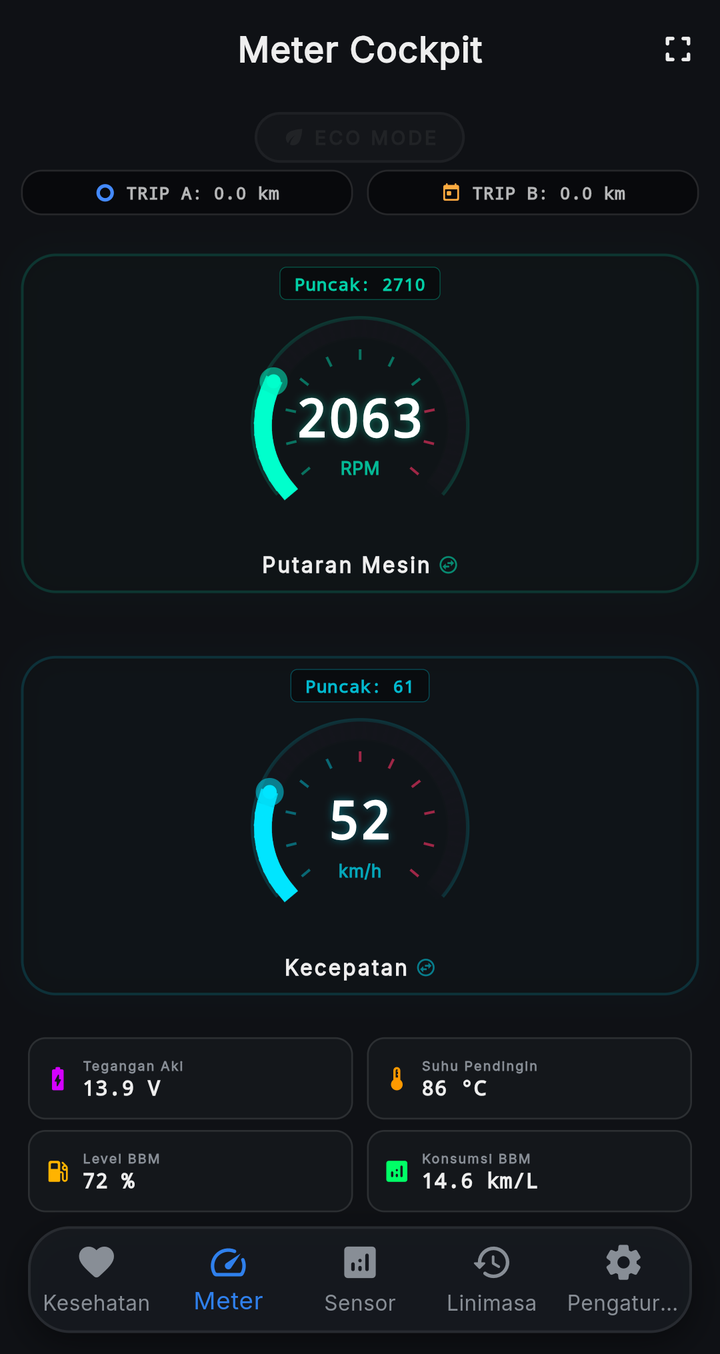 Meter Cockpit
ECO MODE
TRIP A: 0.0 km
TRIP B: 0.0 km
Puncak: 2710
2063
RPM
Putaran Mesin
Puncak: 61
52
km/h
Kecepatan
Tegangan Aki
13.9 V
Suhu Pendingin
86 °C
Level BBM
72 %
Konsumsi BBM
14.6 km/L
Kesehatan
Meter
Sensor
Linimasa
Pengatur...